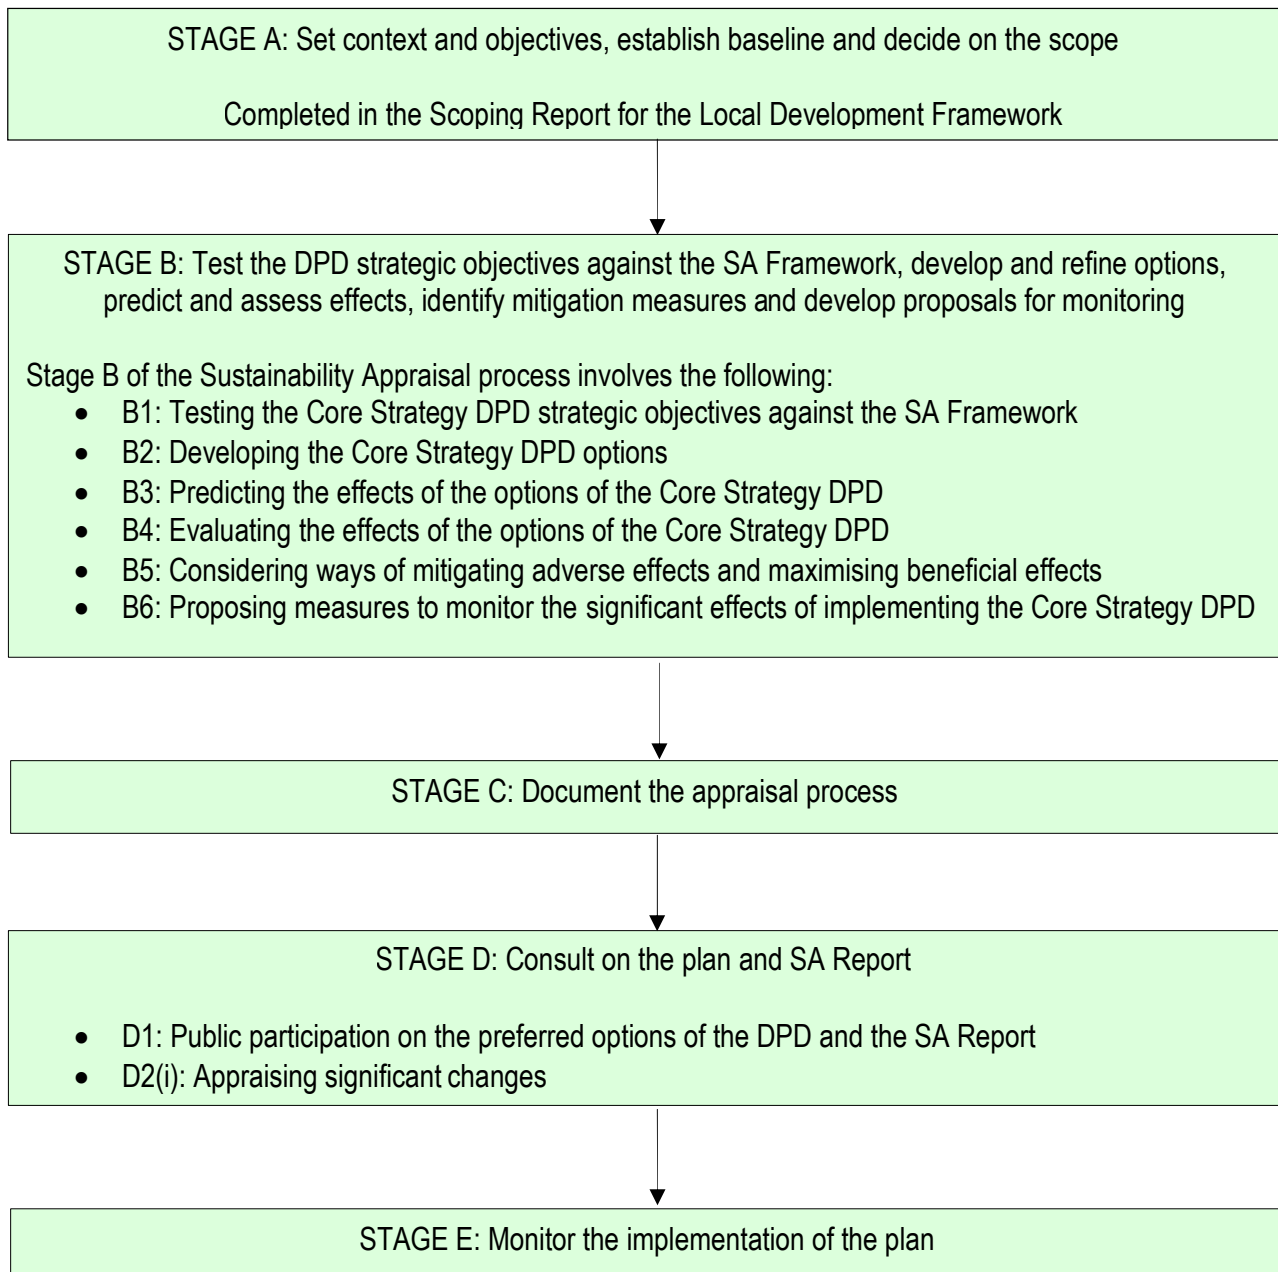 STAGE A: Set context and objectives, establish baseline and decide on the scope
Completed in the Scoping Report for the Local Development Framework
STAGE B: Test the DPD strategic objectives against the SA Framework, develop and refine options,
predict and assess effects, identify mitigation measures and develop proposals for monitoring
Stage B of the Sustainability Appraisal process involves the following:
• B1: Testing the Core Strategy DPD strategic objectives against the SA Framework
• B2: Developing the Core Strategy DPD options
• B3: Predicting the effects of the options of the Core Strategy DPD
• B4: Evaluating the effects of the options of the Core Strategy DPD
• B5: Considering ways of mitigating adverse effects and maximising beneficial effects
• B6: Proposing measures to monitor the significant effects of implementing the Core Strategy DPD
STAGE C: Document the appraisal process
STAGE D: Consult on the plan and SA Report
• D1: Public participation on the preferred options of the DPD and the SA Report
• D2(i): Appraising significant changes
STAGE E: Monitor the implementation of the plan